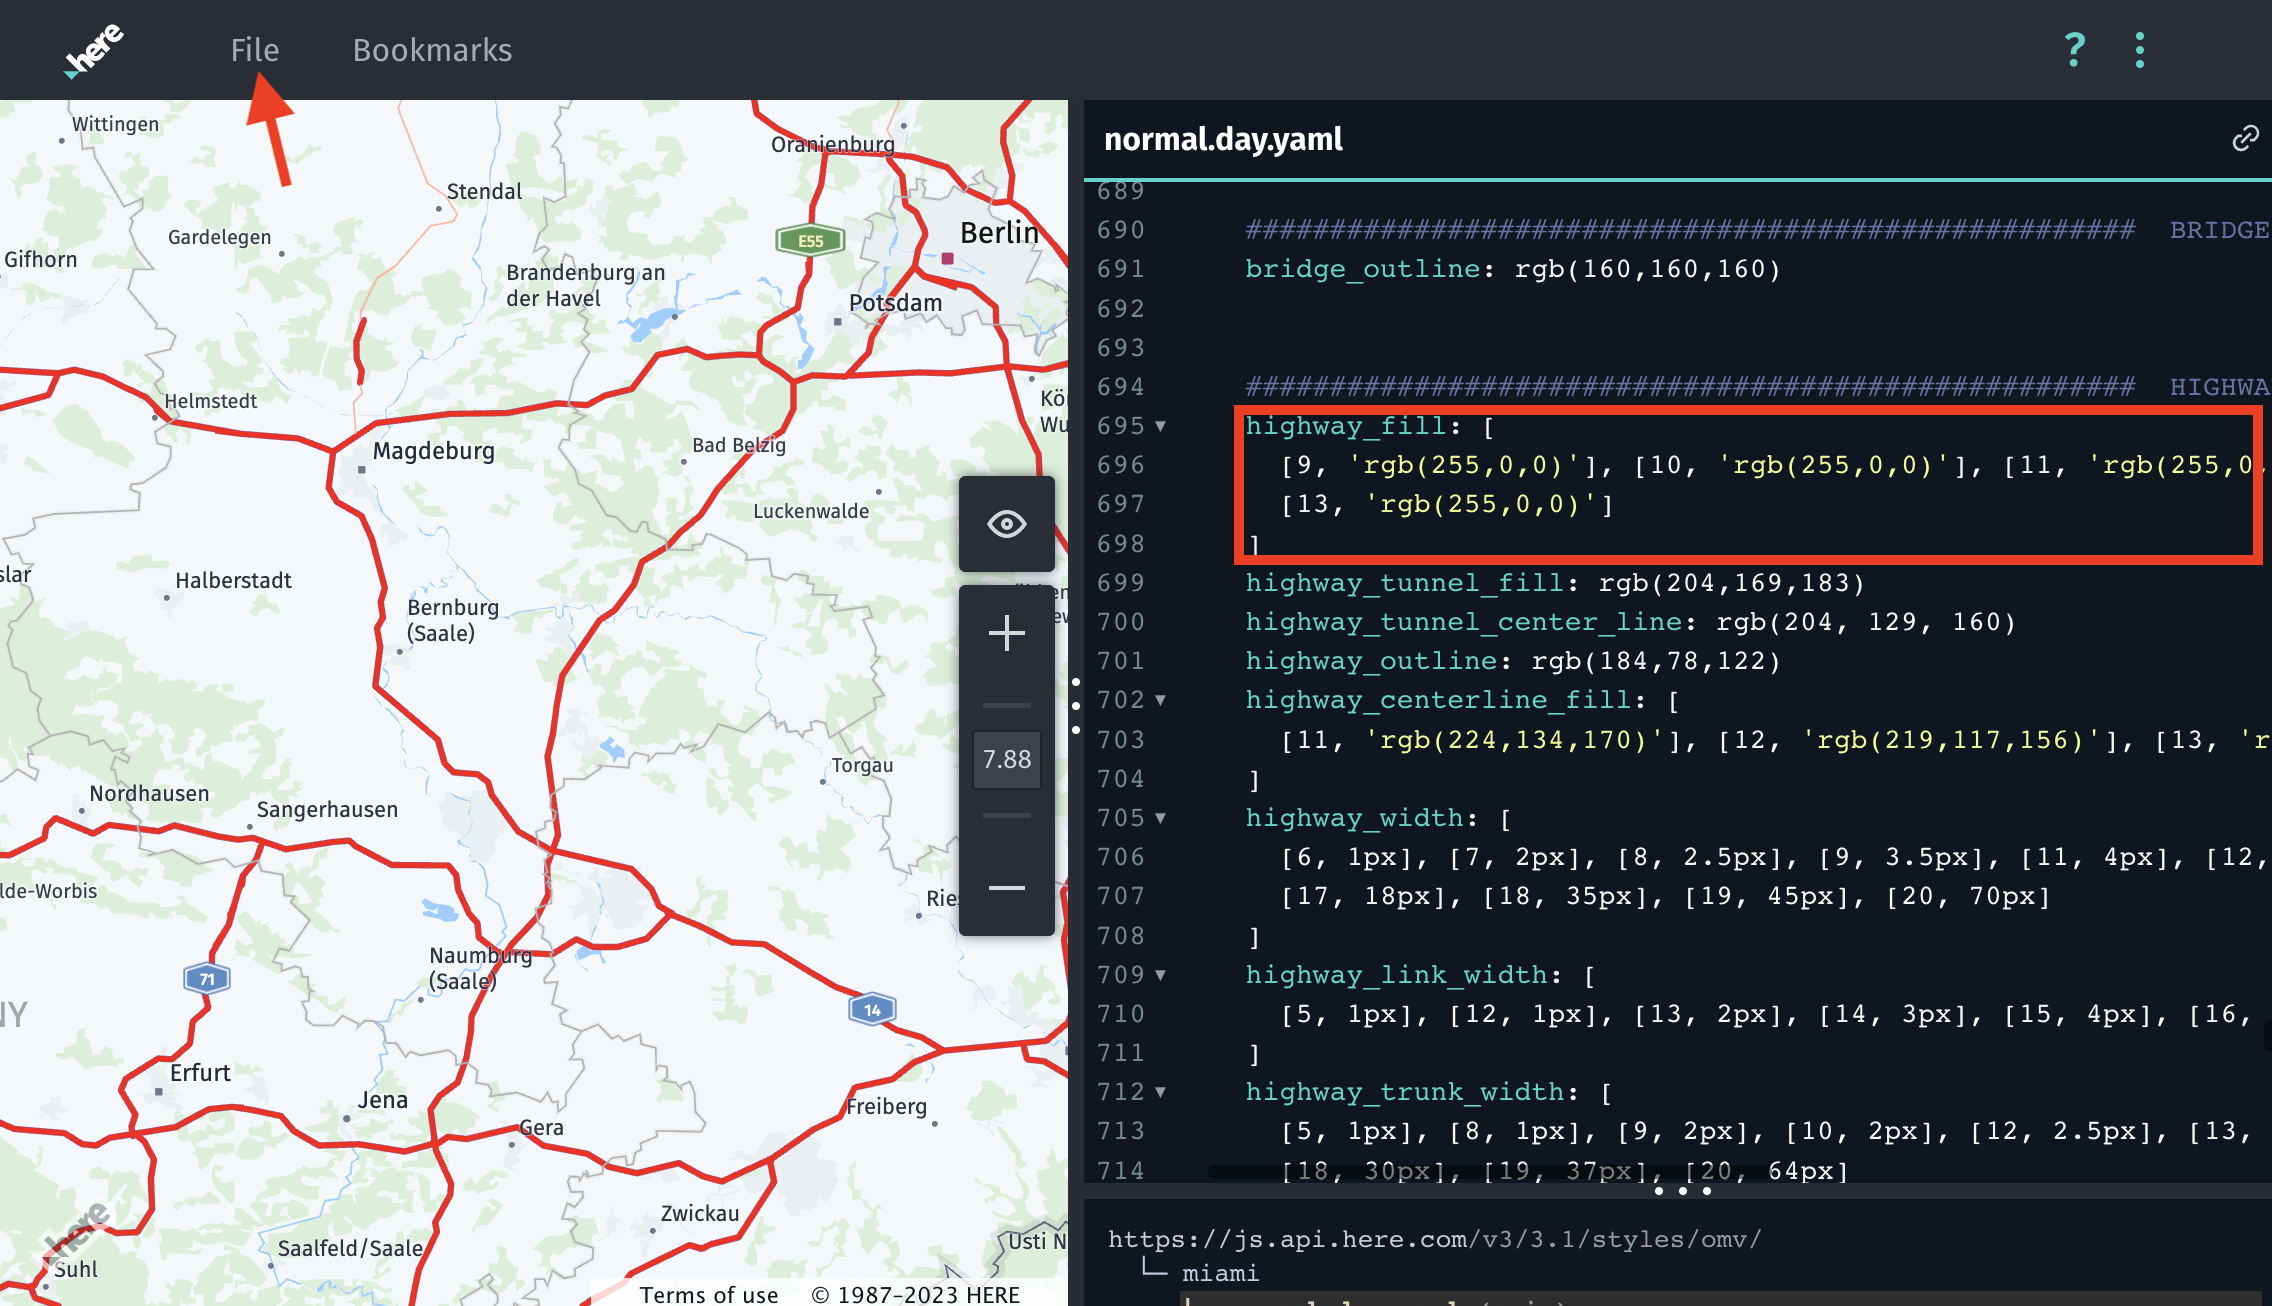 here
File
Bookmarks
?
Wittingen
Stendal
Gardelegen
Gifhorn
Oranienburg
E55
Berlin
Brandenburg an
der Havel
Potsdam
Helmstedt
Magdeburg
Bad Belzig
Luckenwalde
Halberstadt
Bernburg
(Saale)
7.88
Torgau
Nordhausen
Sangerhausen
lde-Worbis
Naumburg
(Saale)
71
14
Erfurt
Jena
Gera
Freiberg
Zwickau
Saalfeld/Saale
Suhl
here
Usti N
Terms of use © 1987–2023 HERE
normal.day.yaml
689
690 ##################################################### BRIDGE
691 bridge_outline: rgb(160,160,160)
692
693
694 ##################################################### HIGHWA
695 highway_fill: [
696 [9, 'rgb(255,0,0)'], [10, 'rgb(255,0,0)'], [11, 'rgb(255,0,
697 [13, 'rgb(255,0,0)']
698 ]
699 highway_tunnel_fill: rgb(204,169,183)
700 highway_tunnel_center_line: rgb(204, 129, 160)
701 highway_outline: rgb(184,78,122)
702 highway_centerline_fill: [
703 [11, 'rgb(224,134,170)'], [12, 'rgb(219,117,156)'], [13, 'r
704 ]
705 highway_width: [
706 [6, 1px], [7, 2px], [8, 2.5px], [9, 3.5px], [11, 4px], [12,
707 [17, 18px], [18, 35px], [19, 45px], [20, 70px]
708 ]
709 highway_link_width: [
710 [5, 1px], [12, 1px], [13, 2px], [14, 3px], [15, 4px], [16,
711 ]
712 highway_trunk_width: [
713 [5, 1px], [8, 1px], [9, 2px], [10, 2px], [12, 2.5px], [13,
714 [18, 30px], [19, 37px], [20, 64px]
https://js.api.here.com/v3/3.1/styles/omv/
miami